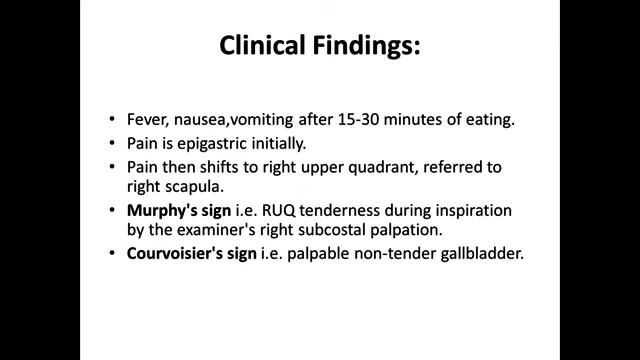 Clinical Findings:
• Fever, nausea,vomiting after 15-30 minutes of eating.
• Pain is epigastric initially.
• Pain then shifts to right upper quadrant, referred to
right scapula.
• Murphy's sign i.e. RUQ tenderness during inspiration
by the examiner's right subcostal palpation.
• Courvoisier's sign i.e. palpable non-tender gallbladder.